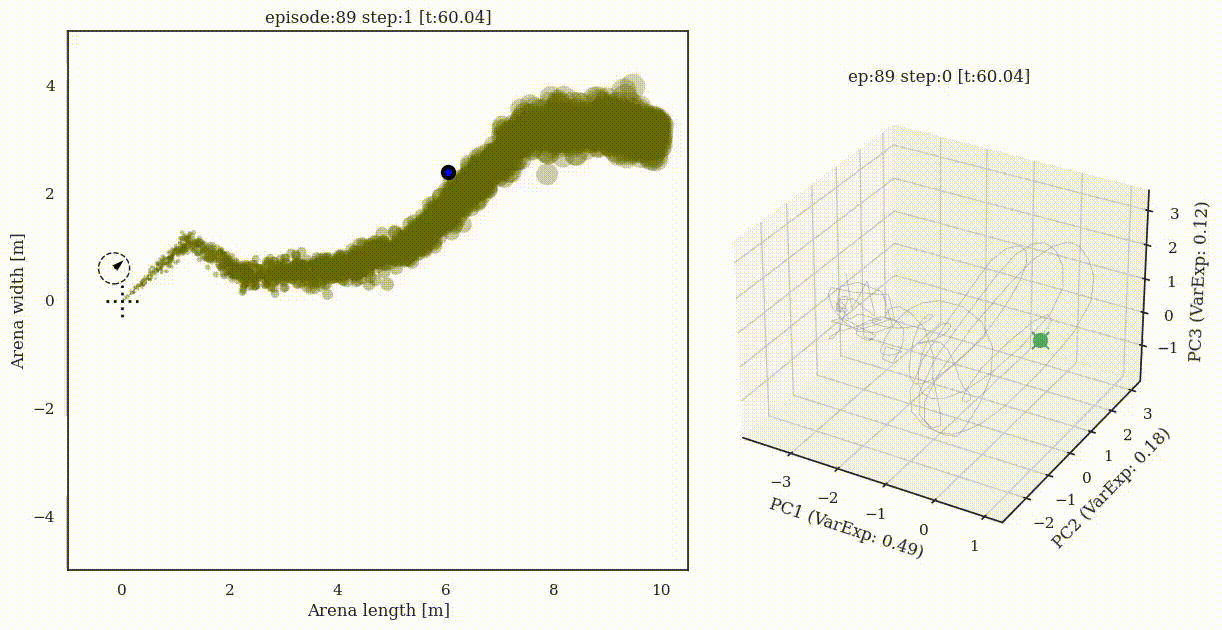 episode:89 step:1 [t:60.04]
4
2
0
−2
−4
Arena width [m]
0 2 4 6 8 10
Arena length [m]
ep:89 step:0 [t:60.04]
3
2
1
0
−1
PC3 (VarExp: 0.12)
3
2
1
0
−1
−2
PC2 (VarExp: 0.18)
−3
−2
−1
0
1
PC1 (VarExp: 0.49)